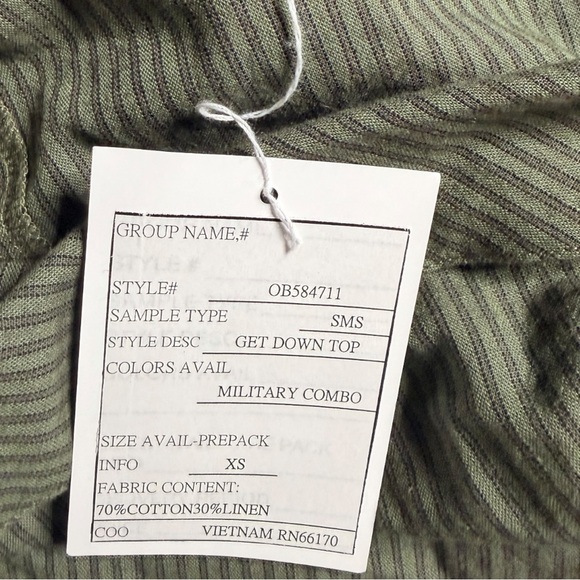 GROUP NAME,#
STYLE# OB584711
SAMPLE TYPE SMS
STYLE DESC GET DOWN TOP
COLORS AVAIL
MILITARY COMBO
SIZE AVAIL-PREPACK
INFO XS
FABRIC CONTENT:
70%COTTON30%LINEN
COO VIETNAM RN66170